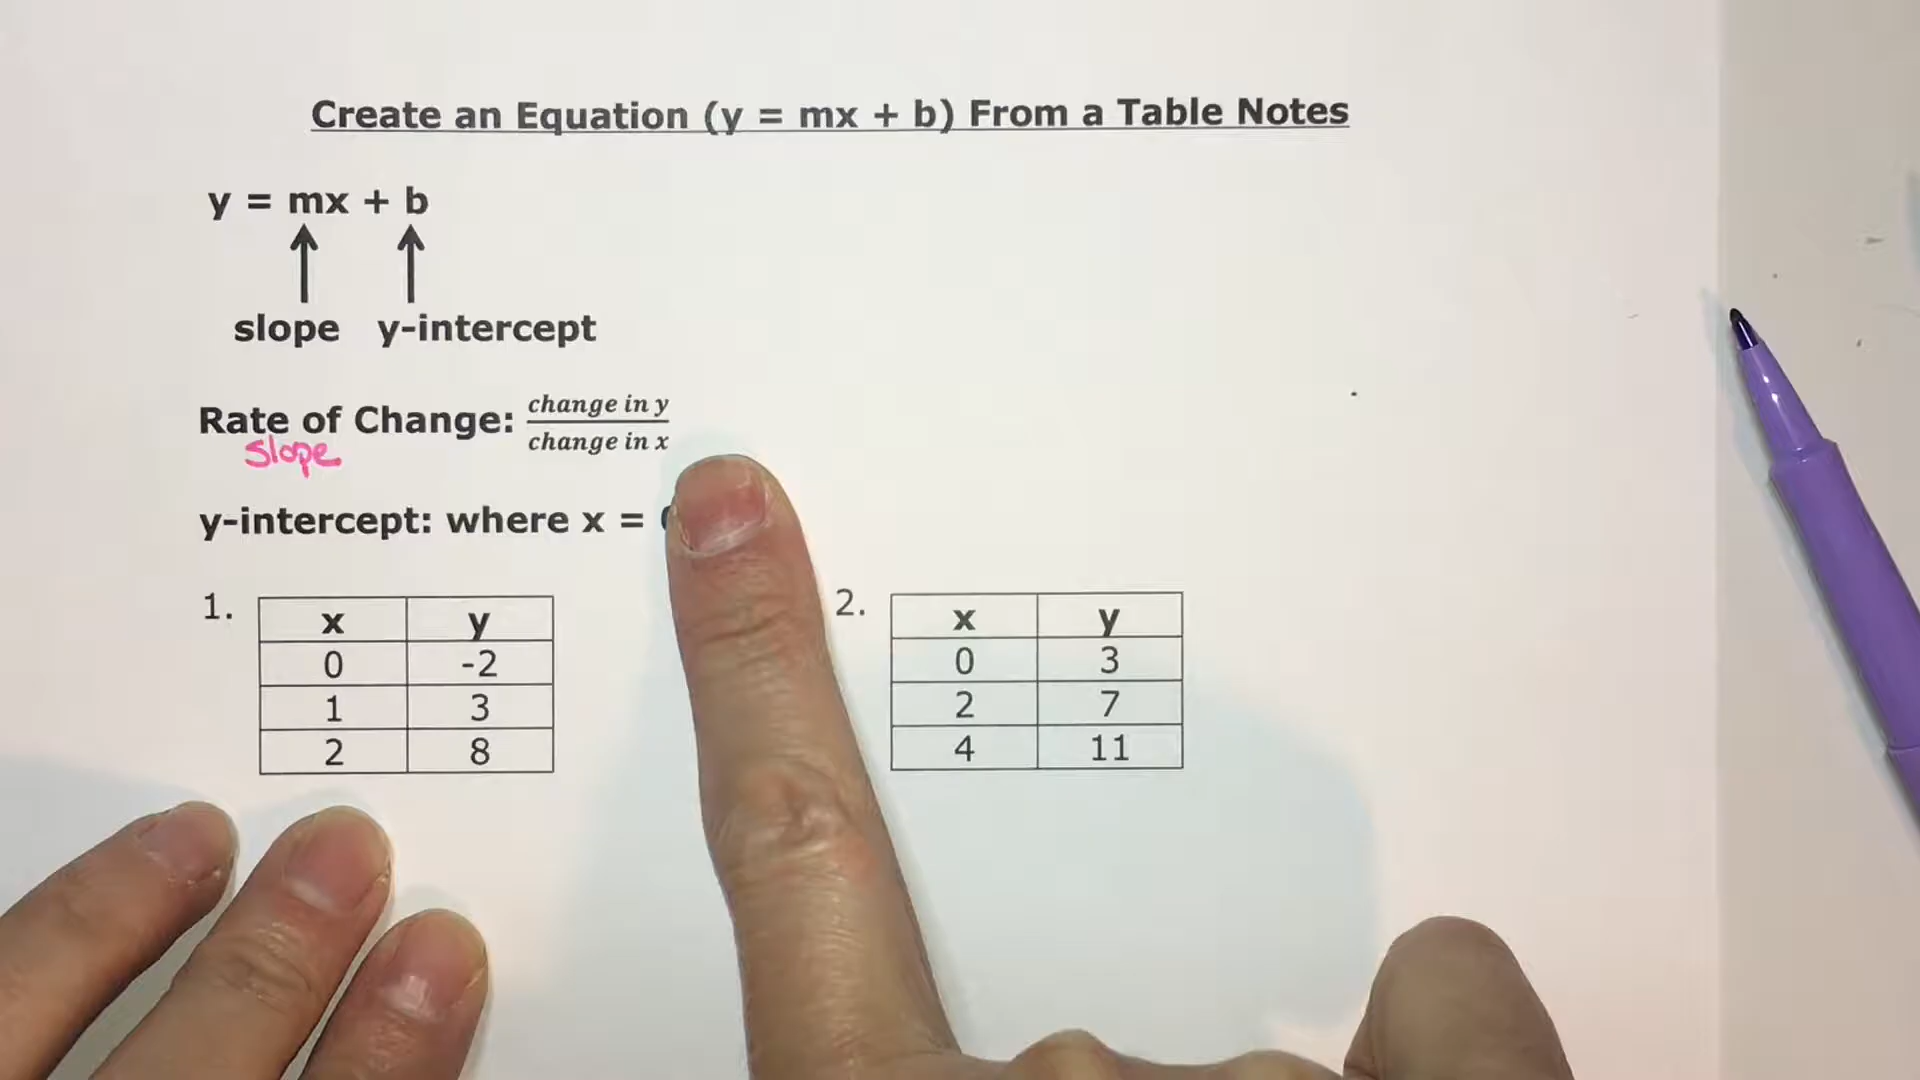 Create an Equation (y = mx + b) From a Table Notes
y = mx + b
slope y-intercept
Rate of Change: change in y
change in x
slope
y-intercept: where x =
1.
x y
0 -2
1 3
2 8
2.
x y
0 3
2 7
4 11